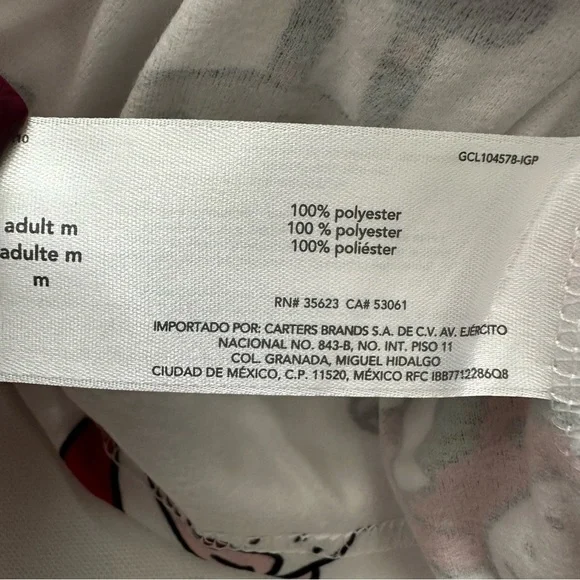 GCL104578-IGP
adult m
adulte m
m
100% polyester
100 % polyester
100% poliéster
RN# 35623 CA# 53061
IMPORTADO POR: CARTERS BRANDS S.A. DE C.V. AV. EJÉRCITO
NACIONAL NO. 843-B, NO. INT. PISO 11
COL. GRANADA, MIGUEL HIDALGO
CIUDAD DE MÉXICO, C.P. 11520, MÉXICO RFC IBB7712286Q8